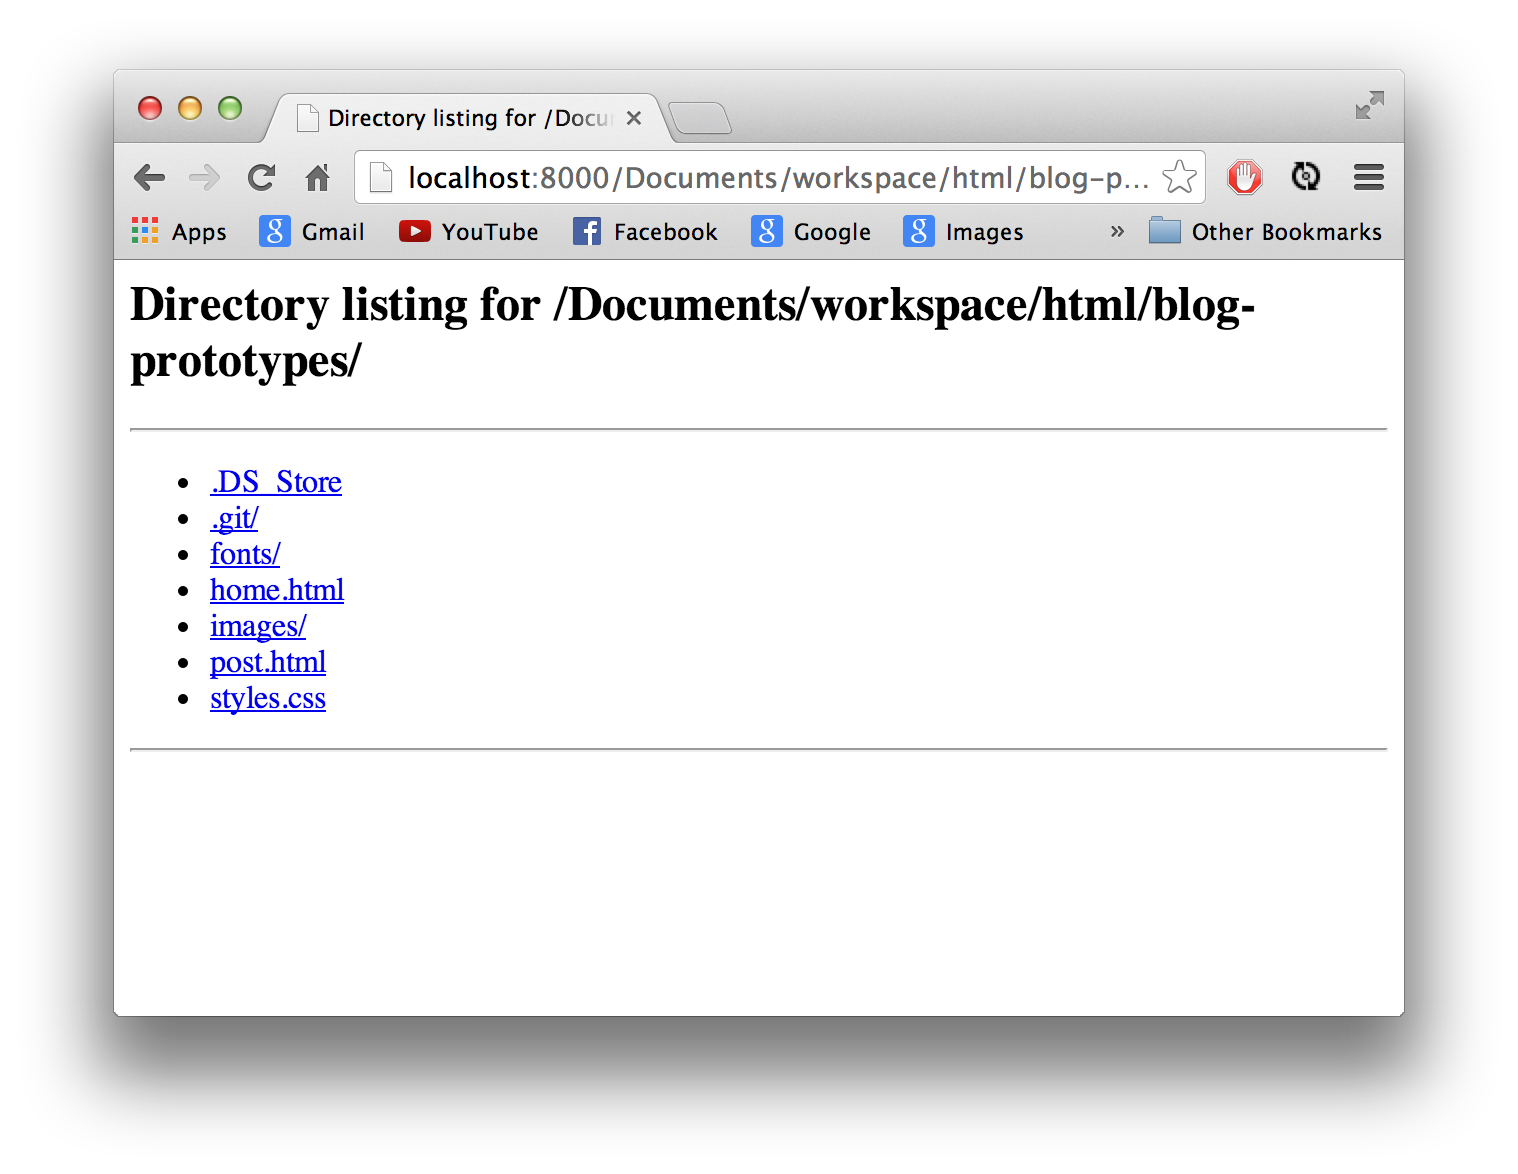 Directory listing for /Docu
localhost:8000/Documents/workspace/html/blog-p...
Apps Gmail YouTube Facebook Google Images » Other Bookmarks
Directory listing for /Documents/workspace/html/blog-
prototypes/
.DS_Store
.git/
fonts/
home.html
images/
post.html
styles.css